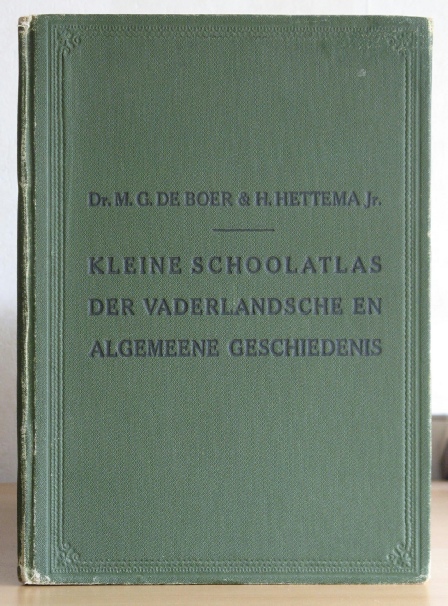 Dr. M. G. DE BOER & H. HETTEMA Jr.
KLEINE SCHOOLATLAS
DER VADERLANDSCHE EN
ALGEMEENE GESCHIEDENIS